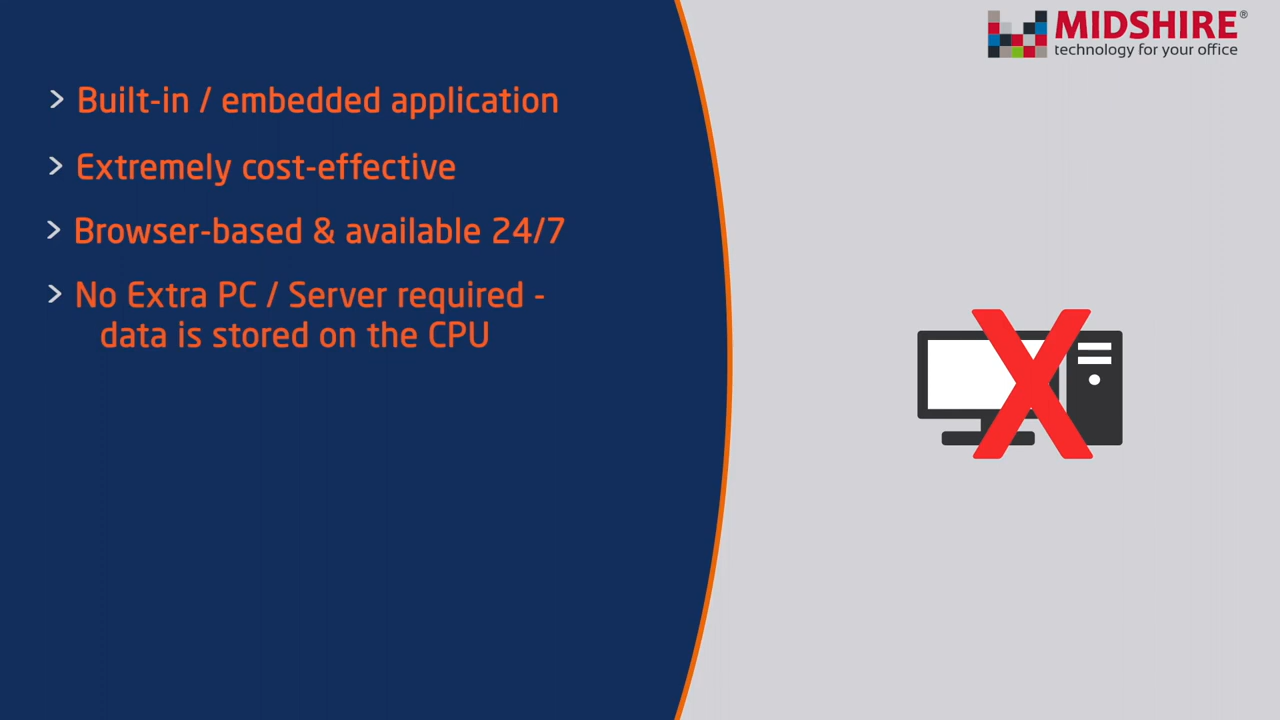 MIDSHIRE®
technology for your office
> Built-in / embedded application
> Extremely cost-effective
> Browser-based & available 24/7
> No Extra PC / Server required -
data is stored on the CPU